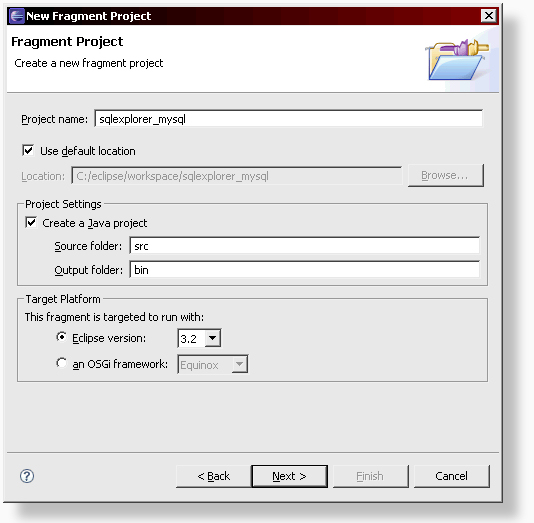 New Fragment Project
Fragment Project
Create a new fragment project
Project name: sqlexplorer_mysql
Use default location
Location: C:/eclipse/workspace/sqlexplorer_mysql Browse...
Project Settings
Create a Java project
Source folder: src
Output folder: bin
Target Platform
This fragment is targeted to run with:
Eclipse version: 3.2
an OSGi framework: Equinox
? < Back Next > Finish Cancel